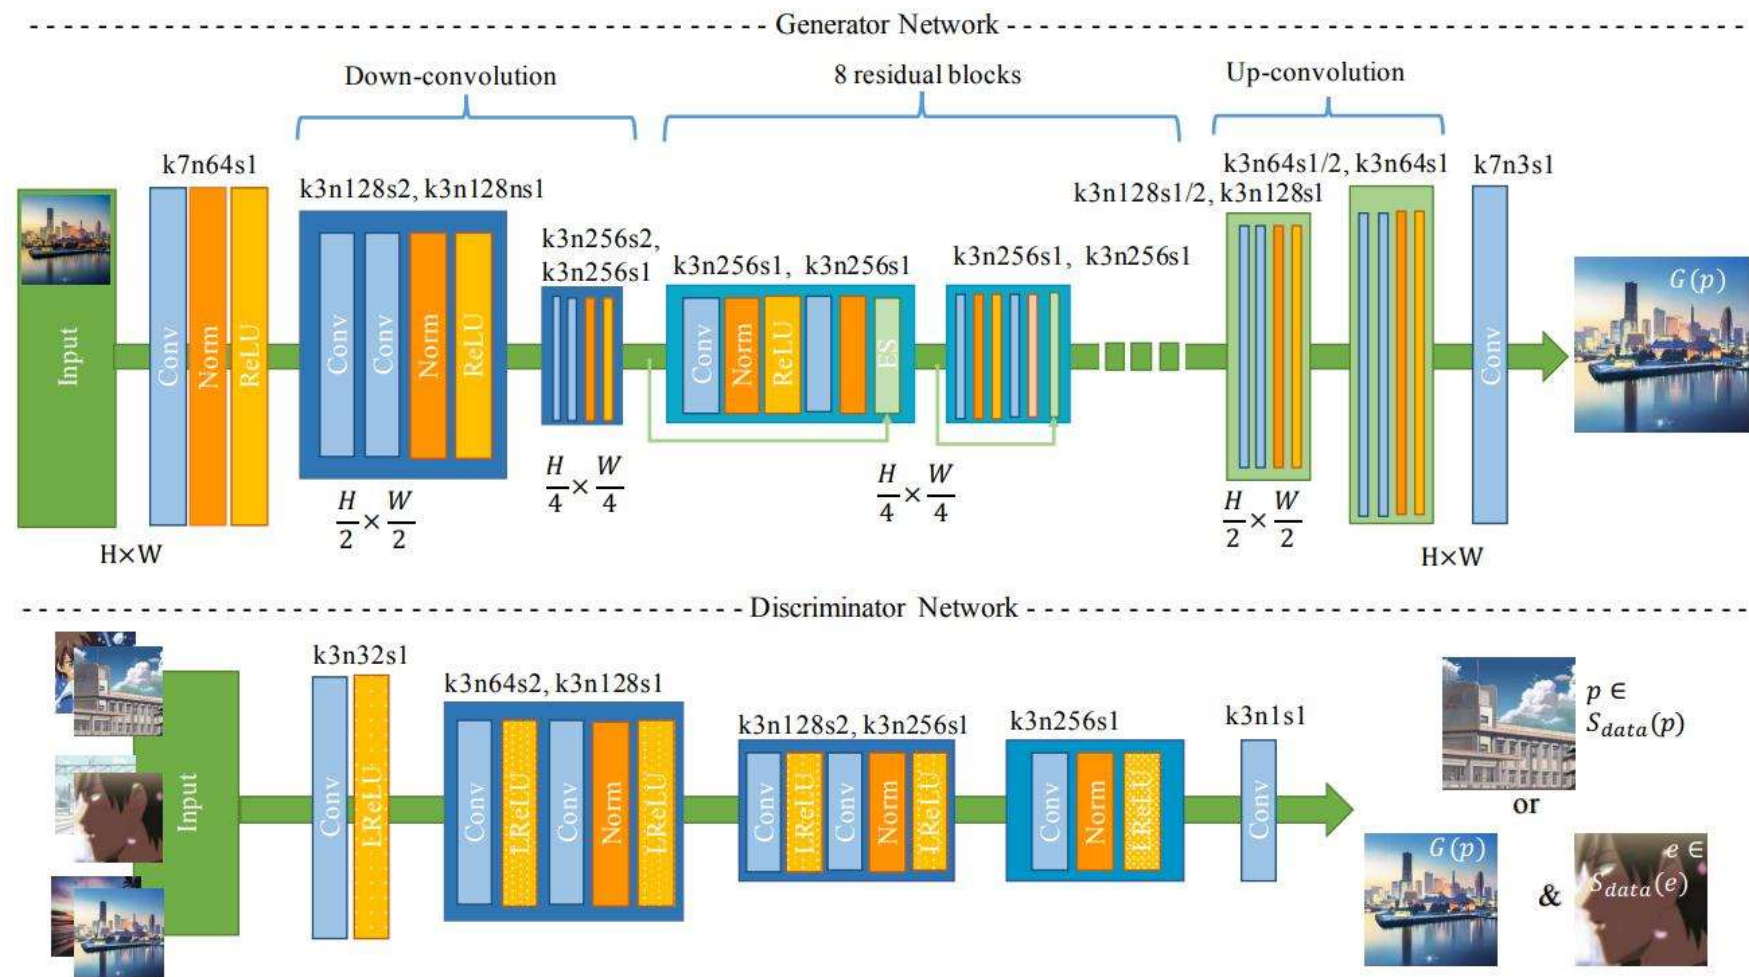 Generator Network
Down-convolution
8 residual blocks
Up-convolution
k7n64s1
k3n128s2, k3n128ns1
k3n256s2,
k3n256s1
k3n256s1, k3n256s1
k3n256s1, k3n256s1
k3n128s1/2, k3n128s1
k3n64s1/2, k3n64s1
k7n3s1
Input
Conv
Norm
ReLU
Conv
Conv
Norm
ReLU
Conv
Norm
ReLU
ES
Conv
G(p)
H×W
H/2 × W/2
H/4 × W/4
H/4 × W/4
H/2 × W/2
H×W
Discriminator Network
k3n32s1
k3n64s2, k3n128s1
k3n128s2, k3n256s1
k3n256s1
k3n1s1
Input
Conv
LReLU
Conv
LReLU
Conv
Norm
LReLU
Conv
LReLU
Conv
Norm
LReLU
Conv
Norm
LReLU
Conv
p ∈
S_data(p)
or
G(p)
&
e ∈
S_data(e)